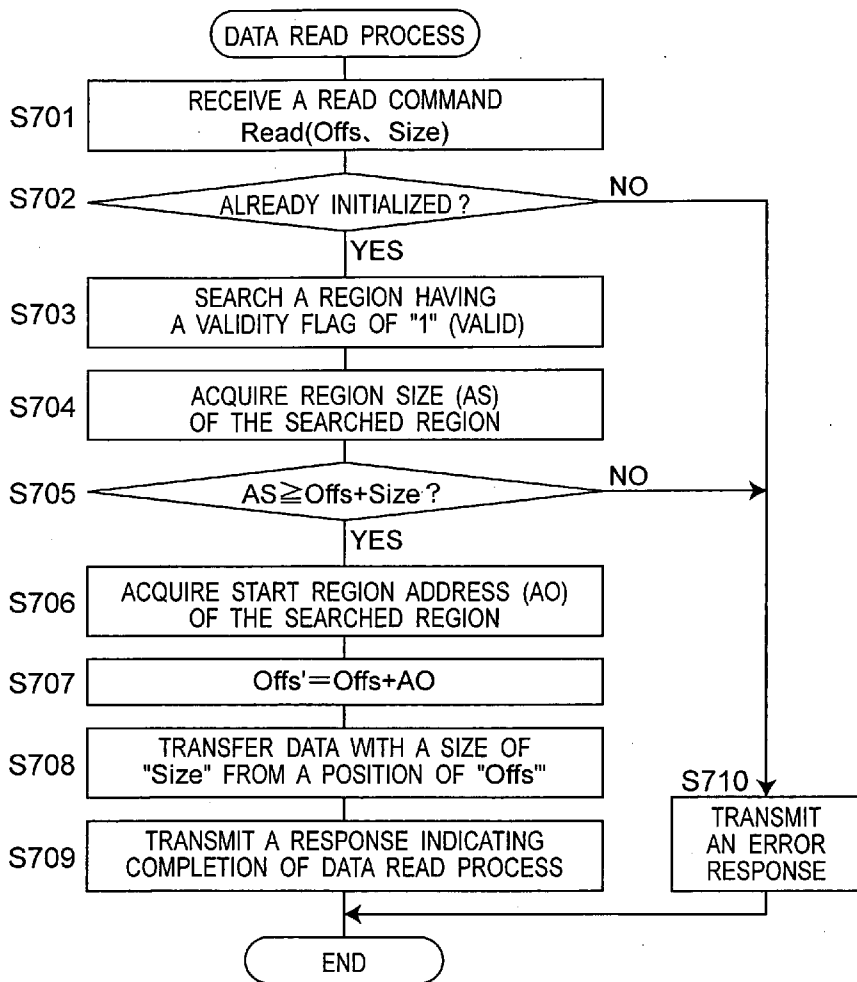 DATA READ PROCESS
S701
RECEIVE A READ COMMAND
Read(Offs、Size)
S702
ALREADY INITIALIZED?
NO
YES
S703
SEARCH A REGION HAVING
A VALIDITY FLAG OF "1" (VALID)
S704
ACQUIRE REGION SIZE (AS)
OF THE SEARCHED REGION
S705
AS≧Offs+Size?
NO
YES
S706
ACQUIRE START REGION ADDRESS (AO)
OF THE SEARCHED REGION
S707
Offs'=Offs+AO
S708
TRANSFER DATA WITH A SIZE OF
"Size" FROM A POSITION OF "Offs'"
S709
TRANSMIT A RESPONSE INDICATING
COMPLETION OF DATA READ PROCESS
S710
TRANSMIT
AN ERROR
RESPONSE
END